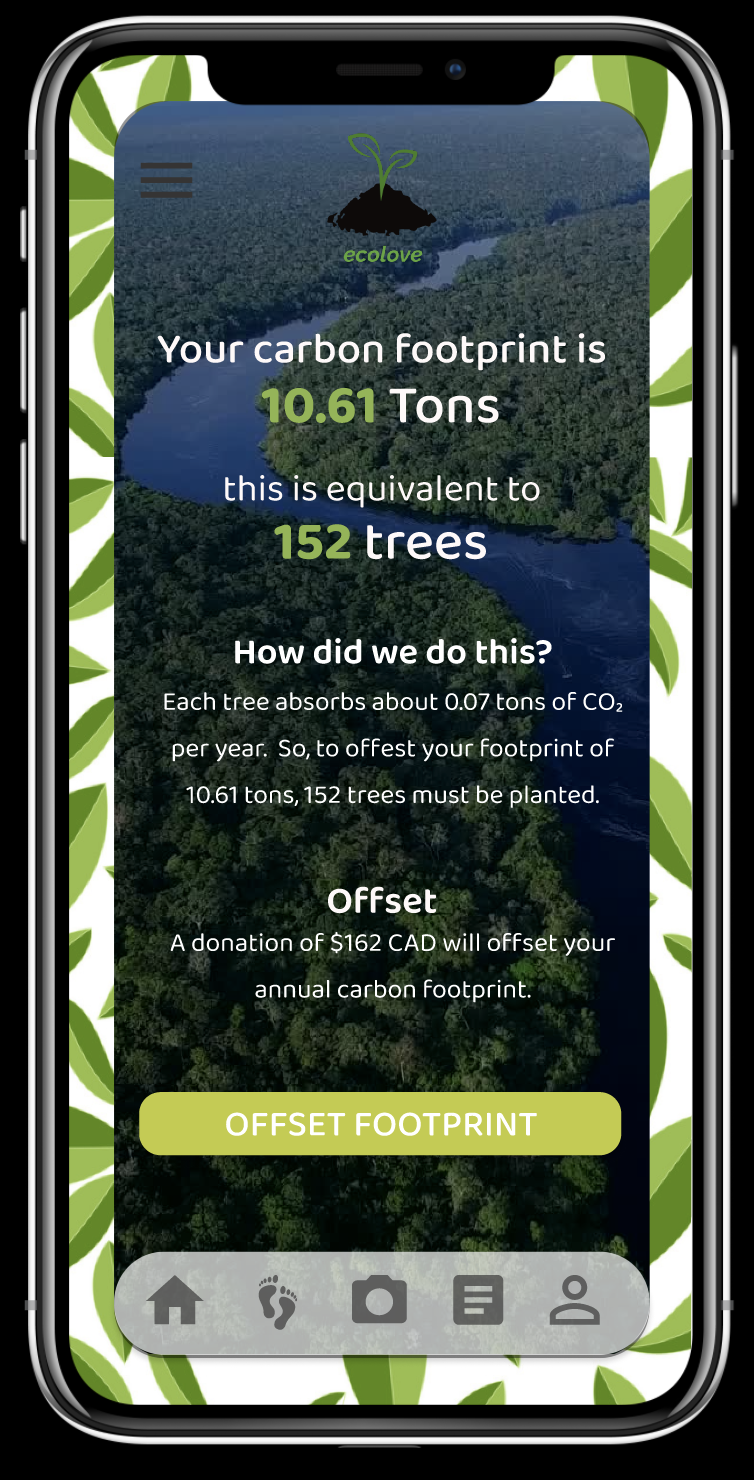 ecolove
Your carbon footprint is
10.61 Tons
this is equivalent to
152 trees
How did we do this?
Each tree absorbs about 0.07 tons of CO₂
per year. So, to offest your footprint of
10.61 tons, 152 trees must be planted.
Offset
A donation of $162 CAD will offset your
annual carbon footprint.
OFFSET FOOTPRINT